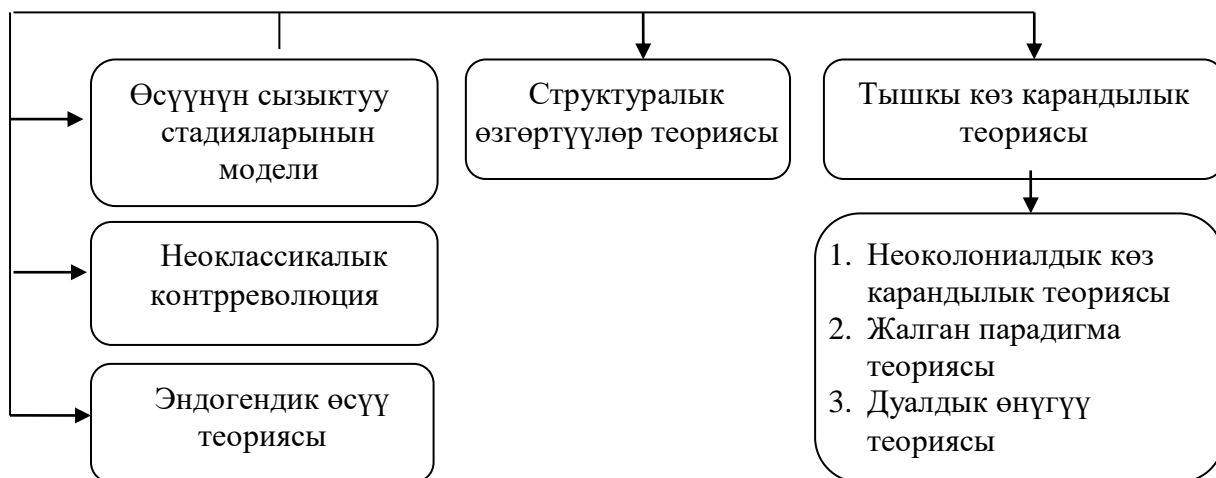 Өсүүнүн сызыктуу
стадияларынын
модели
Структуралык
өзгөртүүлөр теориясы
Тышкы көз карандылык
теориясы
Неоклассикалык
контрреволюция
Эндогендик өсүү
теориясы
1. Неоколониалдык көз
карандылык теориясы
2. Жалган парадигма
теориясы
3. Дуалдык өнүгүү
теориясы